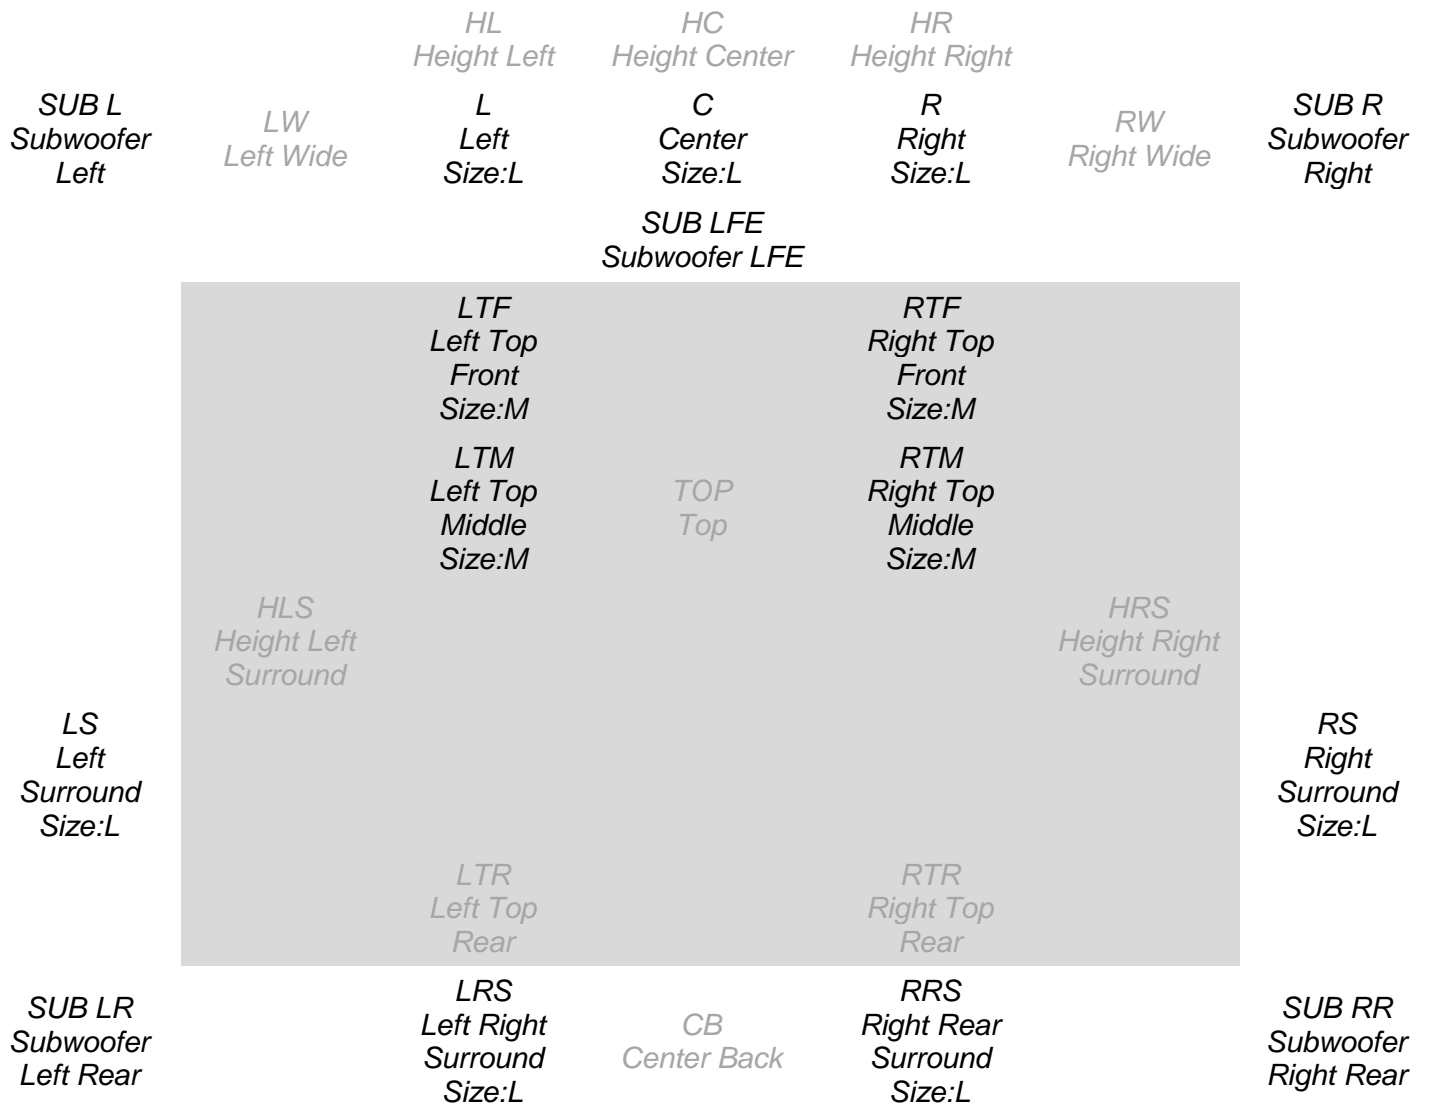 HL
Height Left
HC
Height Center
HR
Height Right
SUB L
Subwoofer
Left
LW
Left Wide
L
Left
Size:L
C
Center
Size:L
R
Right
Size:L
RW
Right Wide
SUB R
Subwoofer
Right
SUB LFE
Subwoofer LFE
LTF
Left Top
Front
Size:M
RTF
Right Top
Front
Size:M
LTM
Left Top
Middle
Size:M
TOP
Top
RTM
Right Top
Middle
Size:M
HLS
Height Left
Surround
HRS
Height Right
Surround
LS
Left
Surround
Size:L
RS
Right
Surround
Size:L
LTR
Left Top
Rear
RTR
Right Top
Rear
SUB LR
Subwoofer
Left Rear
LRS
Left Right
Surround
Size:L
CB
Center Back
RRS
Right Rear
Surround
Size:L
SUB RR
Subwoofer
Right Rear